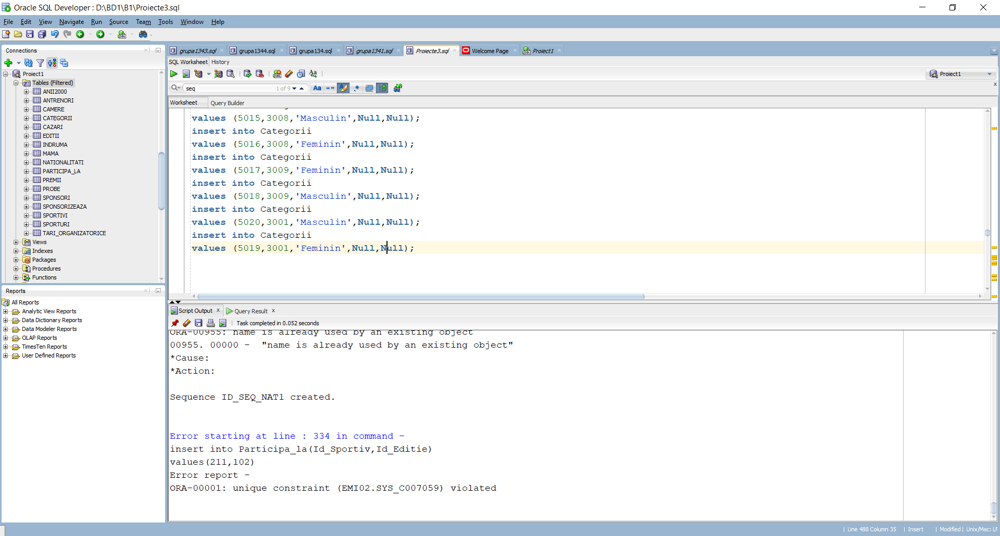 Oracle SQL Developer : D:\BD1\B1\Proiecte3.sql
File Edit View Navigate Run Source Team Tools Window Help
Connections
Proiect1
Tables (Filtered)
ANII2000
ANTRENORI
CAMERE
CATEGORII
CAZARI
EDITII
INDRUMA
MAMA
NATIONALITATI
PARTICIPA_LA
PREMII
PROBE
SPONSORI
SPONSORIZEAZA
SPORTIVI
SPORTURI
TARI_ORGANIZATORICE
Views
Indexes
Packages
Procedures
Functions
Reports
All Reports
Analytic View Reports
Data Dictionary Reports
Data Modeler Reports
OLAP Reports
TimesTen Reports
User Defined Reports
grupa1343.sql grupa1344.sql grupa134.sql grupa1341.sql Proiecte3.sql Welcome Page Proiect1
SQL Worksheet History
Proiect1
seq 1 of 9
Worksheet Query Builder
values (5015,3008,'Masculin',Null,Null);
insert into Categorii
values (5016,3008,'Feminin',Null,Null);
insert into Categorii
values (5017,3009,'Feminin',Null,Null);
insert into Categorii
values (5018,3009,'Masculin',Null,Null);
insert into Categorii
values (5020,3001,'Masculin',Null,Null);
insert into Categorii
values (5019,3001,'Feminin',Null,Null);
Script Output Query Result
Task completed in 0.052 seconds
ORA-00955: name is already used by an existing object
00955. 00000 - "name is already used by an existing object"
*Cause:
*Action:
Sequence ID_SEQ_NAT1 created.
Error starting at line : 334 in command -
insert into Participa_la(Id_Sportiv,Id_Editie)
values(211,102)
Error report -
ORA-00001: unique constraint (EMI02.SYS_C007059) violated
Line 488 Column 35 Insert Modified Unix/Mac: LF